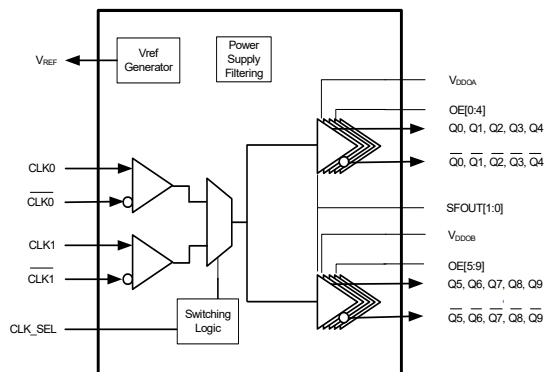 VREF
Vref
Generator
Power
Supply
Filtering
VDDOA
OE[0:4]
Q0, Q1, Q2, Q3, Q4
Q0, Q1, Q2, Q3, Q4
CLK0
CLK0
CLK1
CLK1
CLK_SEL
Switching
Logic
SFOUT[1:0]
VDDOB
OE[5:9]
Q5, Q6, Q7, Q8, Q9
Q5, Q6, Q7, Q8, Q9